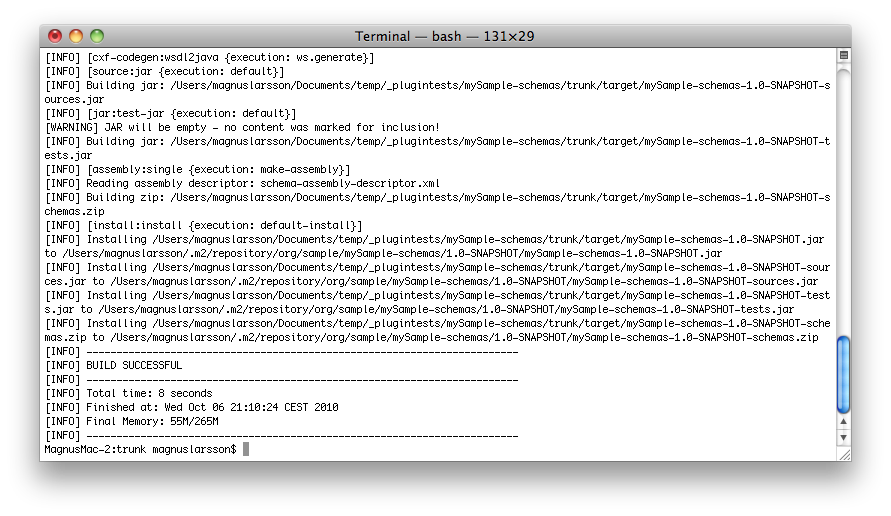 Terminal — bash — 131×29
[INFO] [cxf-codegen:wsdl2java {execution: ws.generate}]
[INFO] [source:jar {execution: default}]
[INFO] Building jar: /Users/magnuslarsson/Documents/temp/_plugintests/mySample-schemas/trunk/target/mySample-schemas-1.0-SNAPSHOT-s
ources.jar
[INFO] [jar:test-jar {execution: default}]
[WARNING] JAR will be empty - no content was marked for inclusion!
[INFO] Building jar: /Users/magnuslarsson/Documents/temp/_plugintests/mySample-schemas/trunk/target/mySample-schemas-1.0-SNAPSHOT-t
ests.jar
[INFO] [assembly:single {execution: make-assembly}]
[INFO] Reading assembly descriptor: schema-assembly-descriptor.xml
[INFO] Building zip: /Users/magnuslarsson/Documents/temp/_plugintests/mySample-schemas/trunk/target/mySample-schemas-1.0-SNAPSHOT-s
chemas.zip
[INFO] [install:install {execution: default-install}]
[INFO] Installing /Users/magnuslarsson/Documents/temp/_plugintests/mySample-schemas/trunk/target/mySample-schemas-1.0-SNAPSHOT.jar
to /Users/magnuslarsson/.m2/repository/org/sample/mySample-schemas/1.0-SNAPSHOT/mySample-schemas-1.0-SNAPSHOT.jar
[INFO] Installing /Users/magnuslarsson/Documents/temp/_plugintests/mySample-schemas/trunk/target/mySample-schemas-1.0-SNAPSHOT-sour
ces.jar to /Users/magnuslarsson/.m2/repository/org/sample/mySample-schemas/1.0-SNAPSHOT/mySample-schemas-1.0-SNAPSHOT-sources.jar
[INFO] Installing /Users/magnuslarsson/Documents/temp/_plugintests/mySample-schemas/trunk/target/mySample-schemas-1.0-SNAPSHOT-test
s.jar to /Users/magnuslarsson/.m2/repository/org/sample/mySample-schemas/1.0-SNAPSHOT/mySample-schemas-1.0-SNAPSHOT-tests.jar
[INFO] Installing /Users/magnuslarsson/Documents/temp/_plugintests/mySample-schemas/trunk/target/mySample-schemas-1.0-SNAPSHOT-sche
mas.zip to /Users/magnuslarsson/.m2/repository/org/sample/mySample-schemas/1.0-SNAPSHOT/mySample-schemas-1.0-SNAPSHOT-schemas.zip
[INFO] ------------------------------------------------------------------------
[INFO] BUILD SUCCESSFUL
[INFO] ------------------------------------------------------------------------
[INFO] Total time: 8 seconds
[INFO] Finished at: Wed Oct 06 21:10:24 CEST 2010
[INFO] Final Memory: 55M/265M
[INFO] ------------------------------------------------------------------------
MagnusMac-2:trunk magnuslarsson$